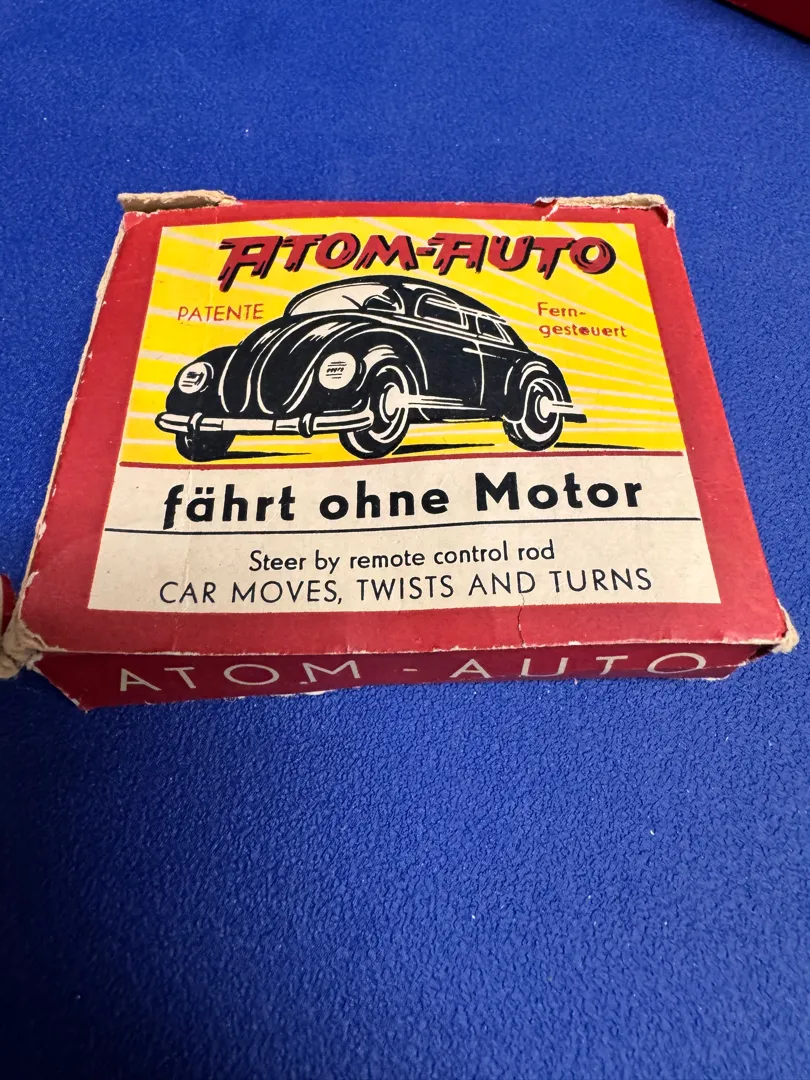 ATOM-AUTO
PATENTE
Fern-
gesteuert
fährt ohne Motor
Steer by remote control rod
CAR MOVES, TWISTS AND TURNS
ATOM - AUTO